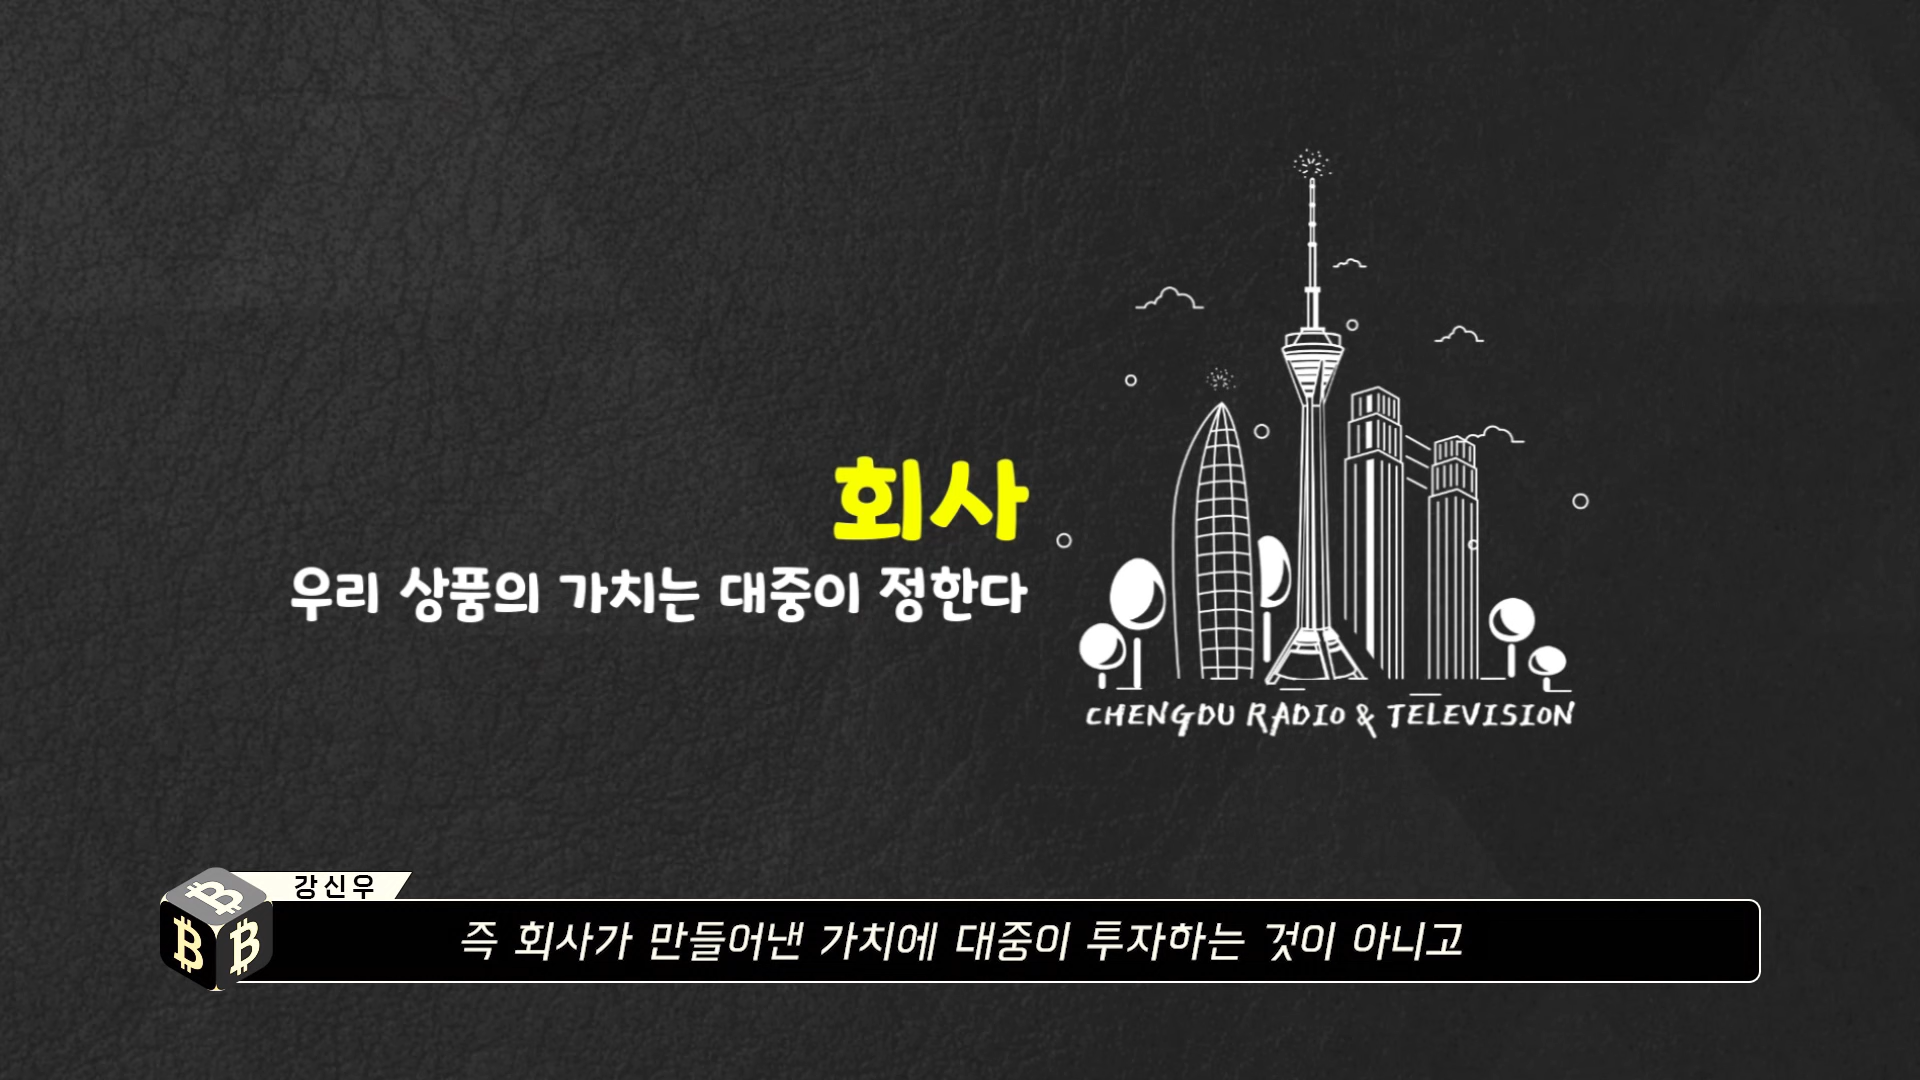 회사
우리 상품의 가치는 대중이 정한다
CHENGDU RADIO & TELEVISION
강신우
즉 회사가 만들어낸 가치에 대중이 투자하는 것이 아니고